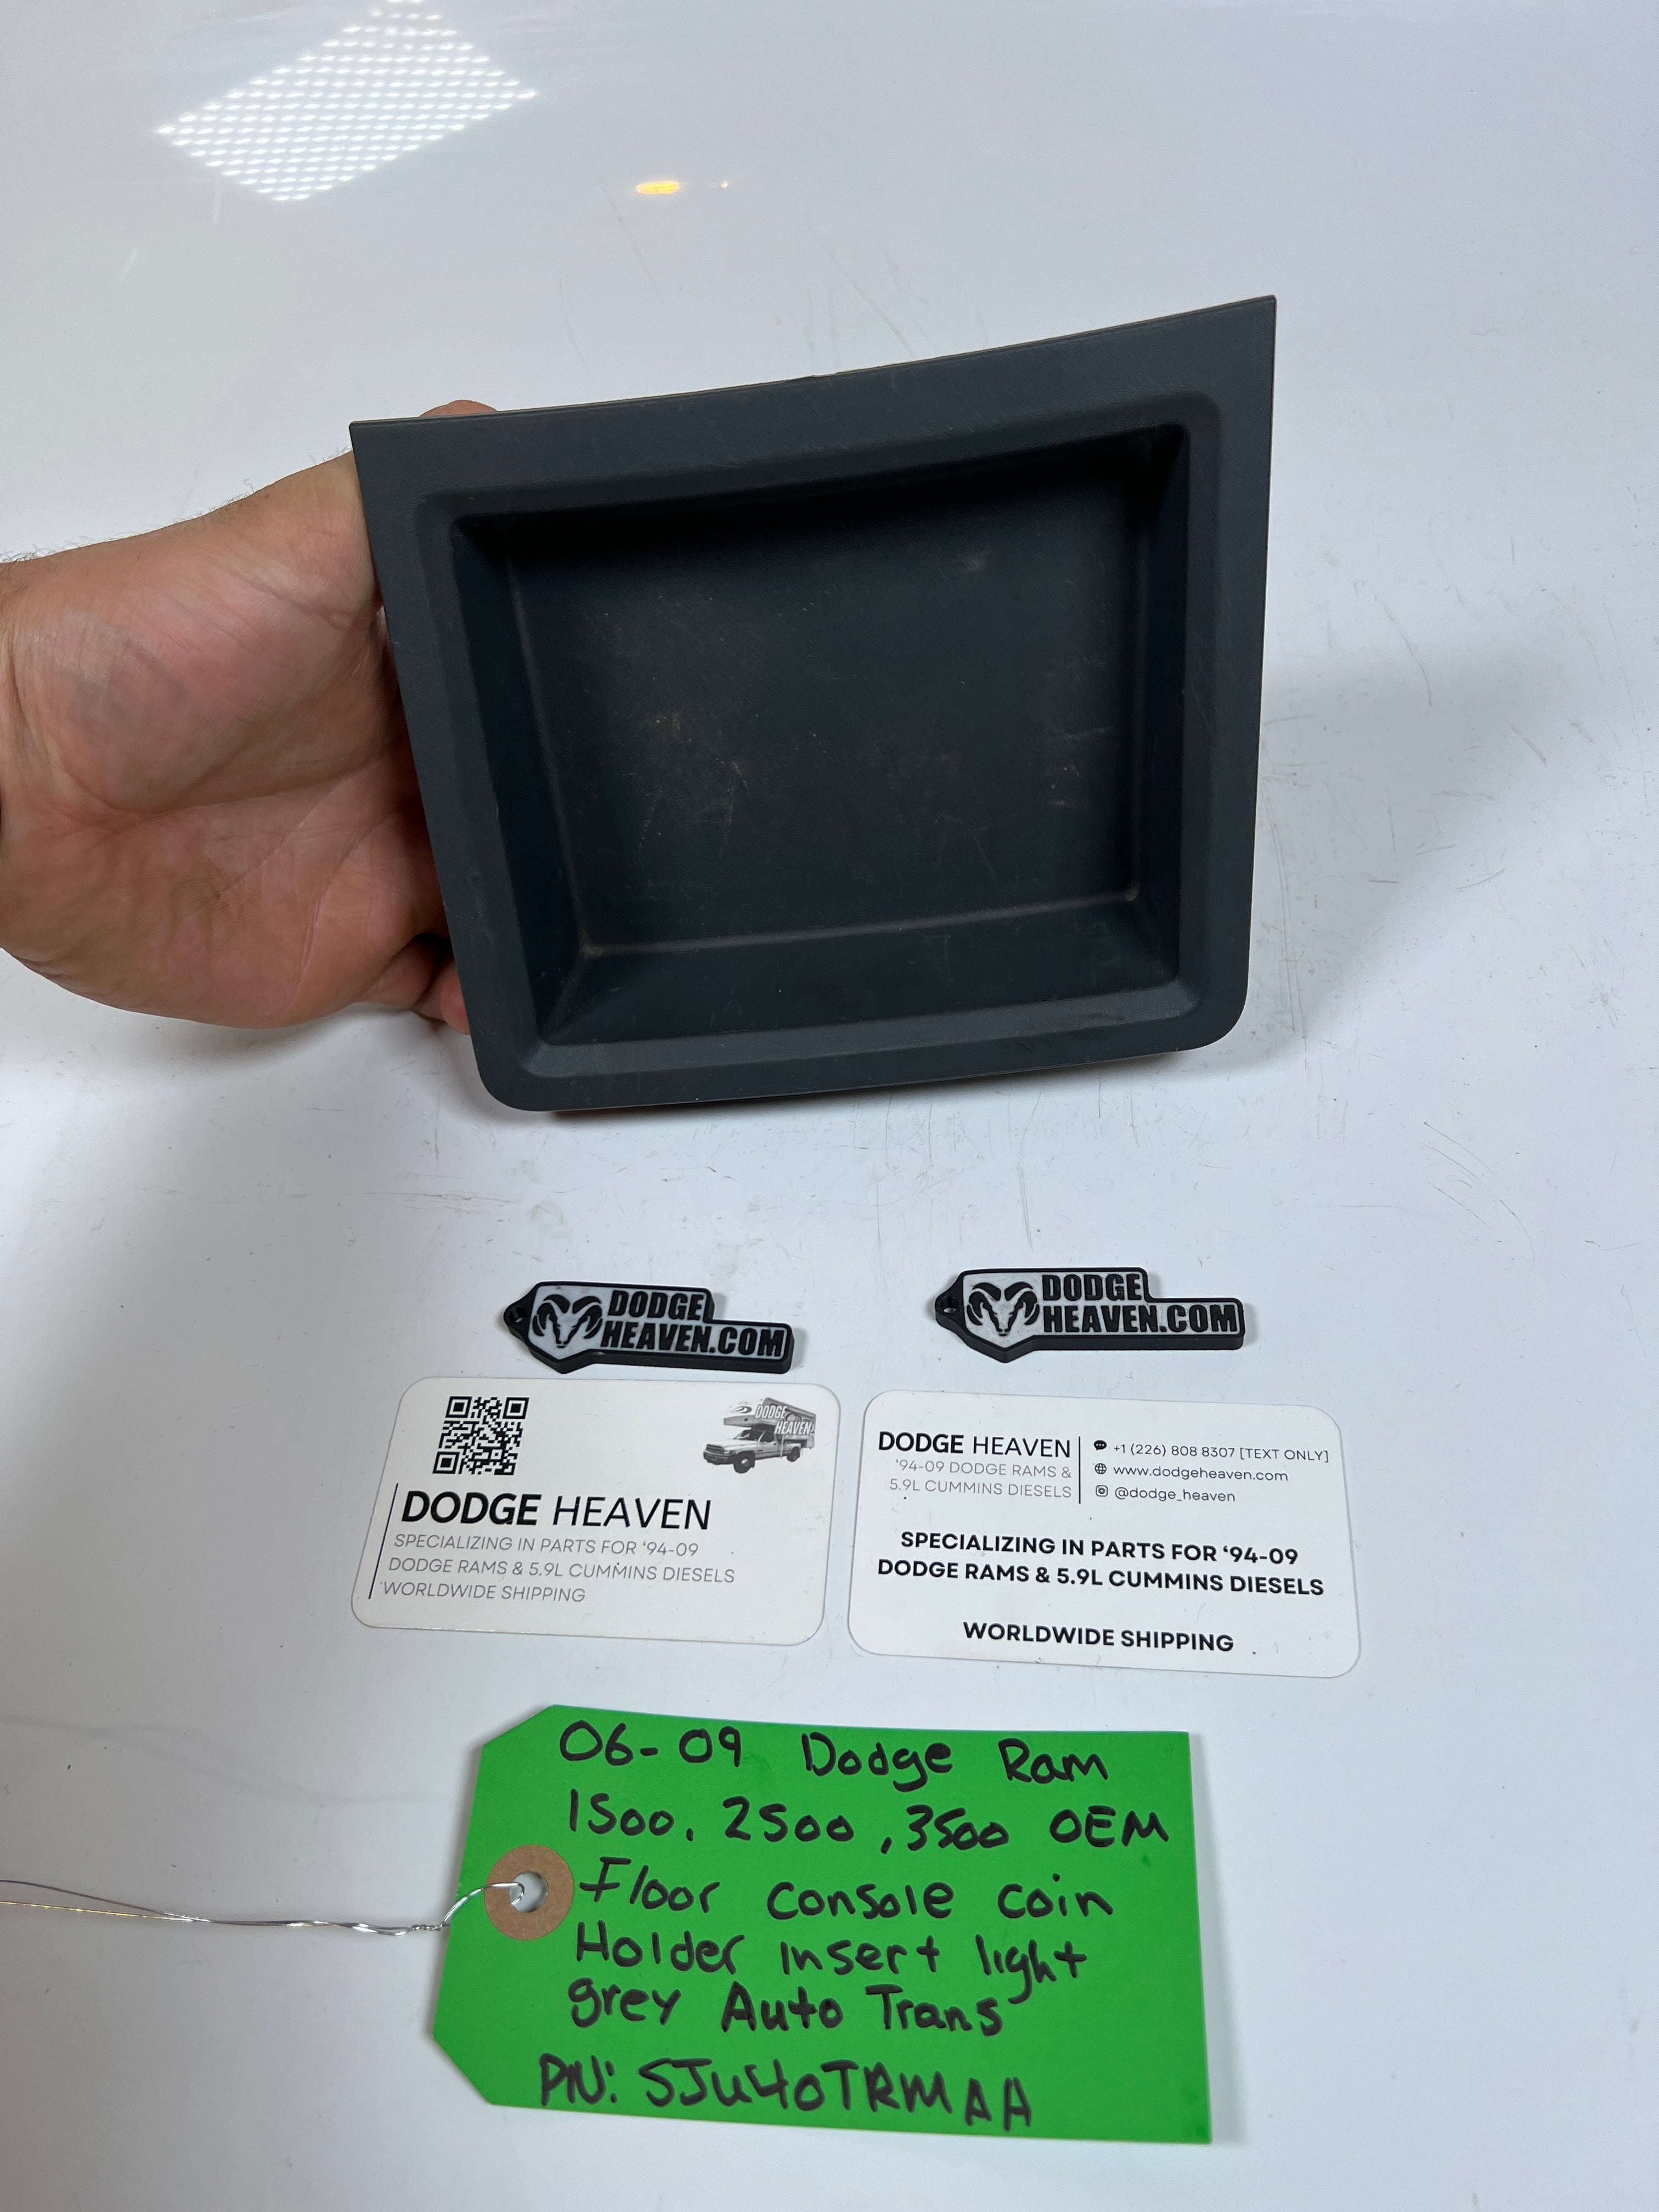 DODGE
HEAVEN.COM
DODGE
HEAVEN.COM
DODGE
HEAVEN
DODGE HEAVEN
SPECIALIZING IN PARTS FOR '94-09
DODGE RAMS & 5.9L CUMMINS DIESELS
WORLDWIDE SHIPPING
DODGE HEAVEN
'94-09 DODGE RAMS &
5.9L CUMMINS DIESELS
+1 (226) 808 8307 [TEXT ONLY]
www.dodgeheaven.com
@dodge_heaven
SPECIALIZING IN PARTS FOR '94-09
DODGE RAMS & 5.9L CUMMINS DIESELS
WORLDWIDE SHIPPING
06-09 Dodge Ram
1500, 2500, 3500 OEM
Floor console coin
Holder insert light
grey Auto Trans
PN: 5JU40TRMAA